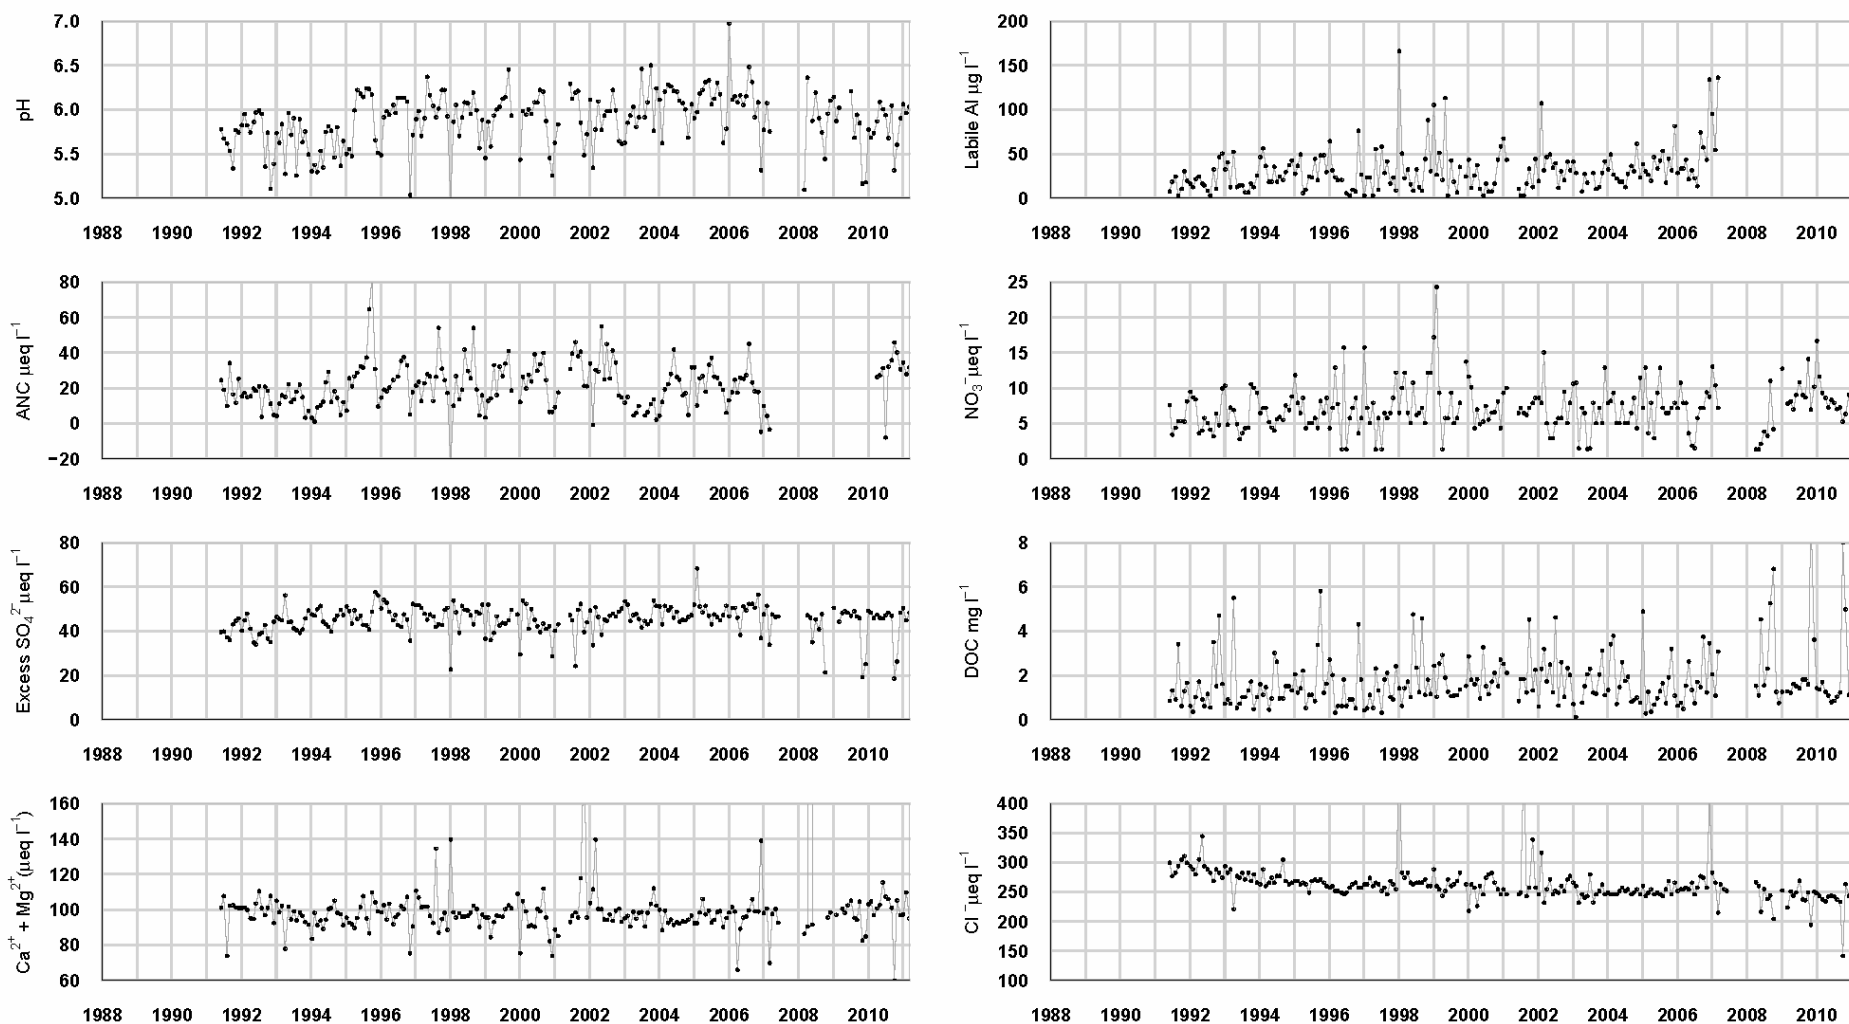 pH
7.0
6.5
6.0
5.5
5.0
1988 1990 1992 1994 1996 1998 2000 2002 2004 2006 2008 2010
Labile Al µg l⁻¹
200
150
100
50
0
1988 1990 1992 1994 1996 1998 2000 2002 2004 2006 2008 2010
ANC µeq l⁻¹
80
60
40
20
0
−20
1988 1990 1992 1994 1996 1998 2000 2002 2004 2006 2008 2010
NO₃⁻µeq l⁻¹
25
20
15
10
5
0
1988 1990 1992 1994 1996 1998 2000 2002 2004 2006 2008 2010
Excess SO₄²⁻µeq l⁻¹
80
60
40
20
0
1988 1990 1992 1994 1996 1998 2000 2002 2004 2006 2008 2010
DOC mg l⁻¹
8
6
4
2
0
1988 1990 1992 1994 1996 1998 2000 2002 2004 2006 2008 2010
Ca²⁺ + Mg²⁺ (µeq l⁻¹)
160
140
120
100
80
60
1988 1990 1992 1994 1996 1998 2000 2002 2004 2006 2008 2010
Cl⁻µeq l⁻¹
400
350
300
250
200
150
100
1988 1990 1992 1994 1996 1998 2000 2002 2004 2006 2008 2010